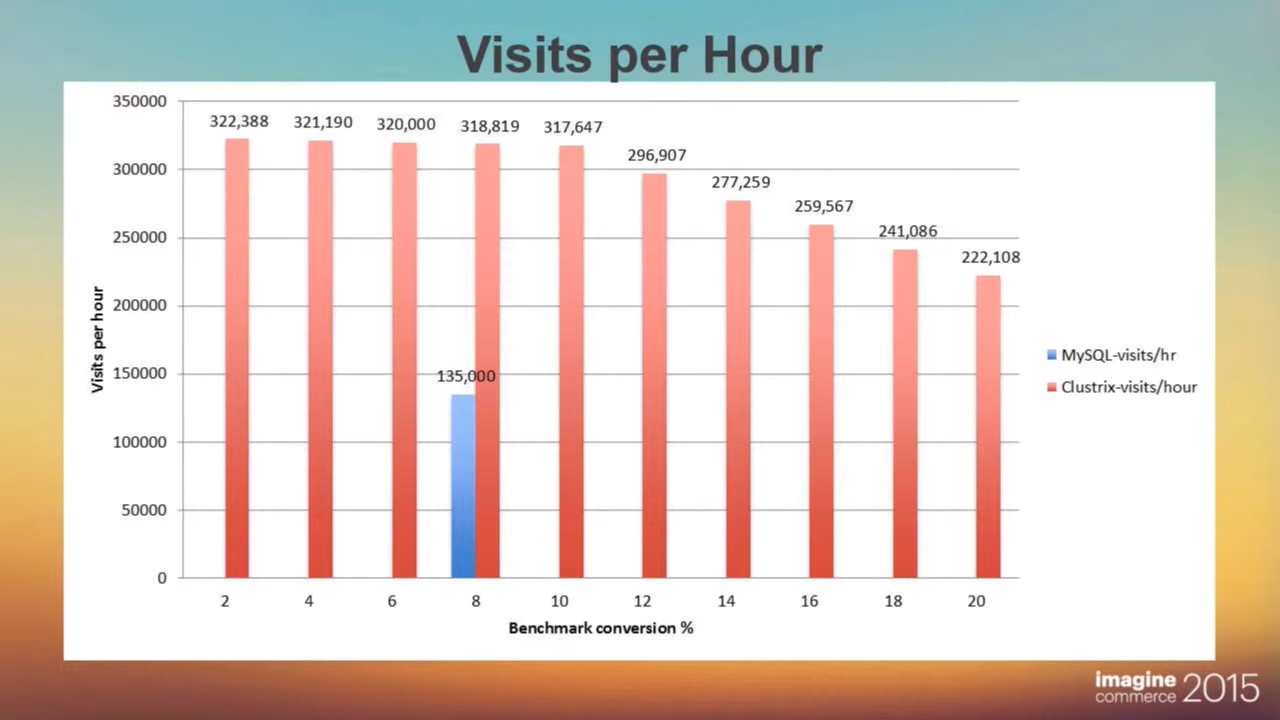 Visits per Hour
350000
300000
250000
200000
150000
100000
50000
0
Visits per hour
322,388
321,190
320,000
318,819
317,647
296,907
277,259
259,567
241,086
222,108
135,000
2 4 6 8 10 12 14 16 18 20
Benchmark conversion %
MySQL-visits/hr
Clustrix-visits/hour
imagine
commerce 2015